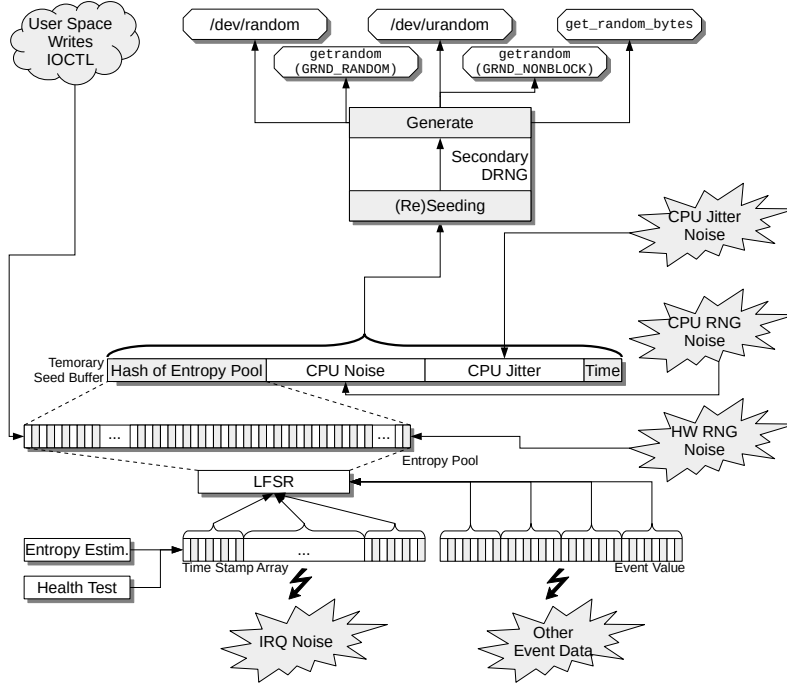 User Space
Writes
IOCTL
/dev/random
/dev/urandom
get_random_bytes
getrandom
(GRND_RANDOM)
getrandom
(GRND_NONBLOCK)
Generate
Secondary
DRNG
(Re)Seeding
CPU Jitter
Noise
CPU RNG
Noise
Temorary
Seed Buffer
Hash of Entropy Pool
CPU Noise
CPU Jitter
Time
...
...
HW RNG
Noise
Entropy Pool
LFSR
Entropy Estim.
...
Health Test
Time Stamp Array
Event Value
IRQ Noise
Other
Event Data